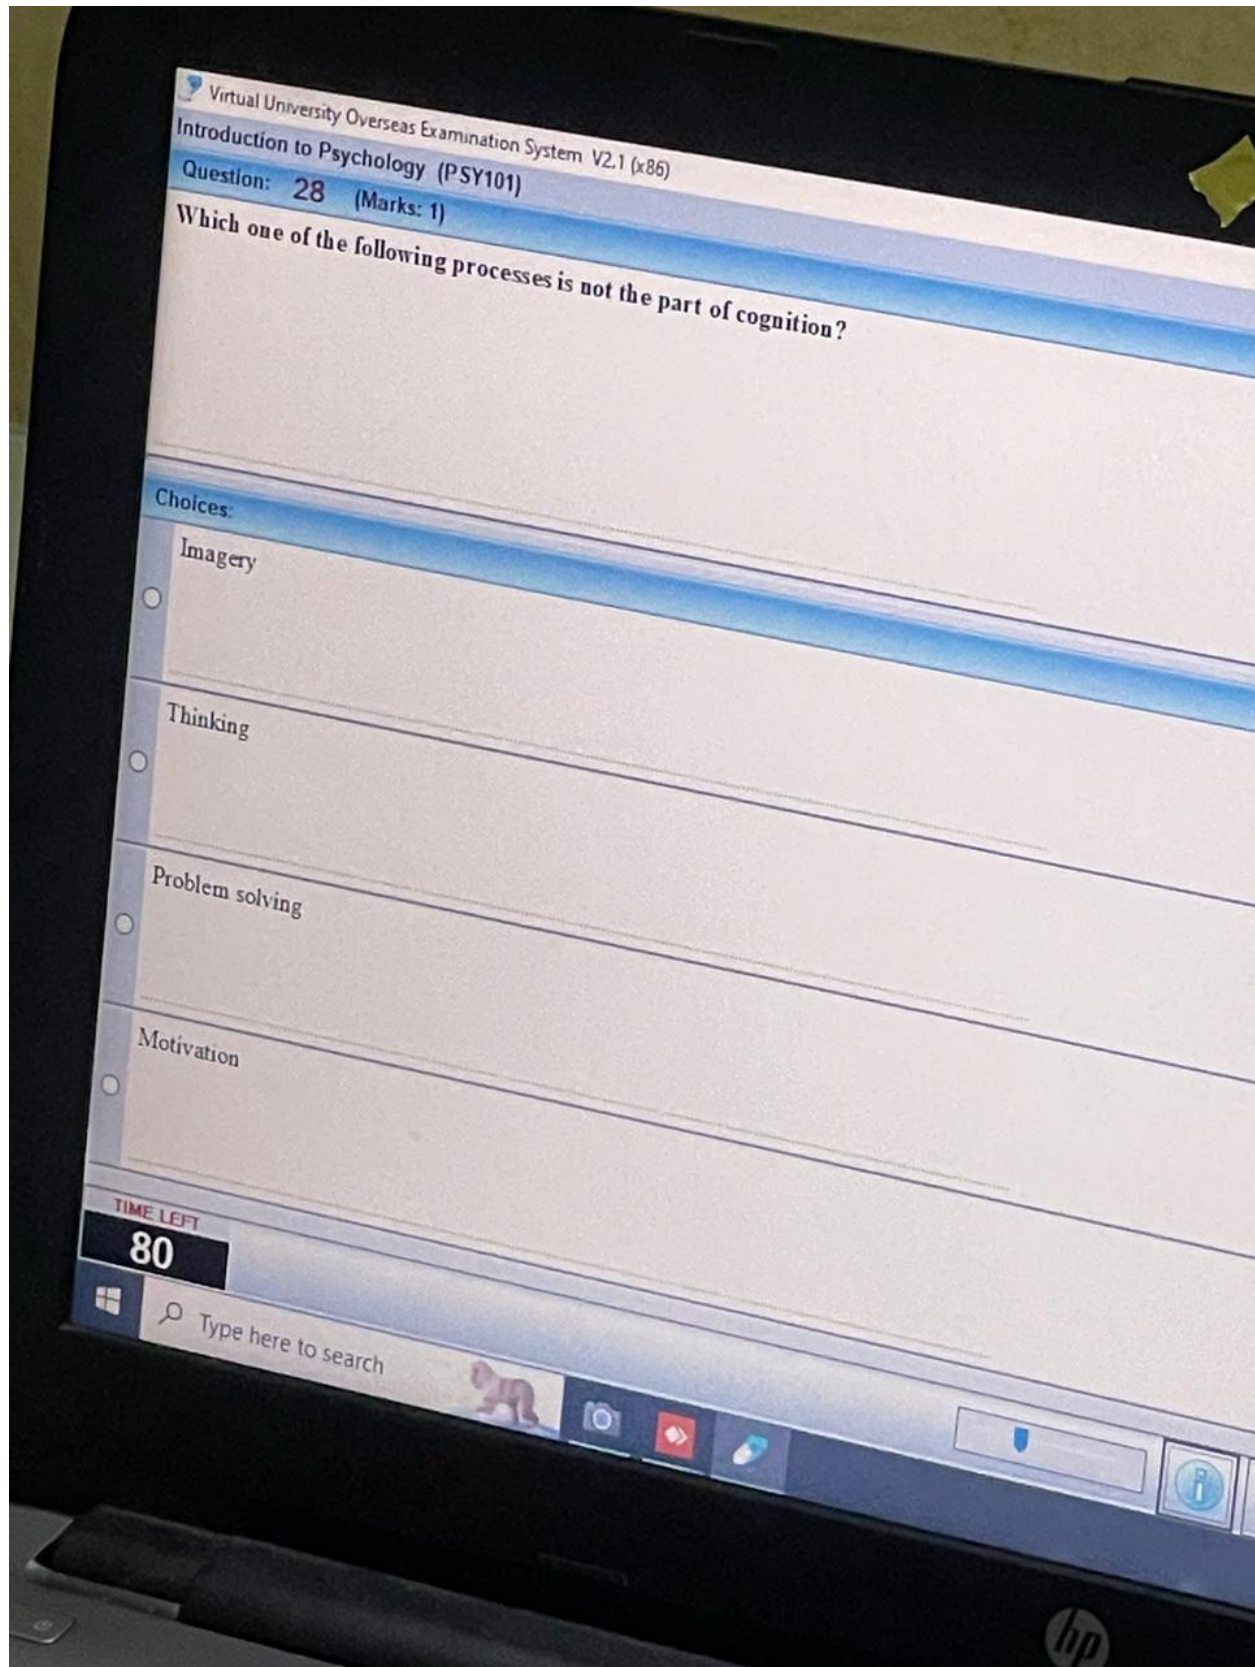 Virtual University Overseas Examination System V2.1 (x86)
Introduction to Psychology (PSY101)
Question: 28 (Marks: 1)
Which one of the following processes is not the part of cognition?
Choices:
Imagery
Thinking
Problem solving
Motivation
TIME LEFT
80
Type here to search
hp